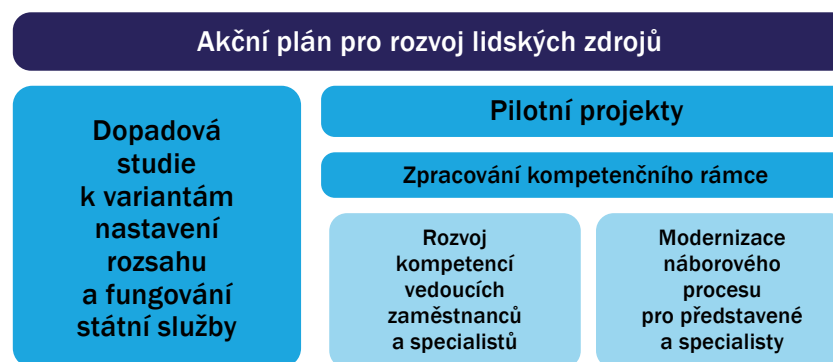 Akční plán pro rozvoj lidských zdrojů
Dopadová
studie
k variantám
nastavení
rozsahu
a fungování
státní služby
Pilotní projekty
Zpracování kompetenčního rámce
Rozvoj
kompetencí
vedoucích
zaměstnanců
a specialistů
Modernizace
náborového
procesu
pro představené
a specialisty